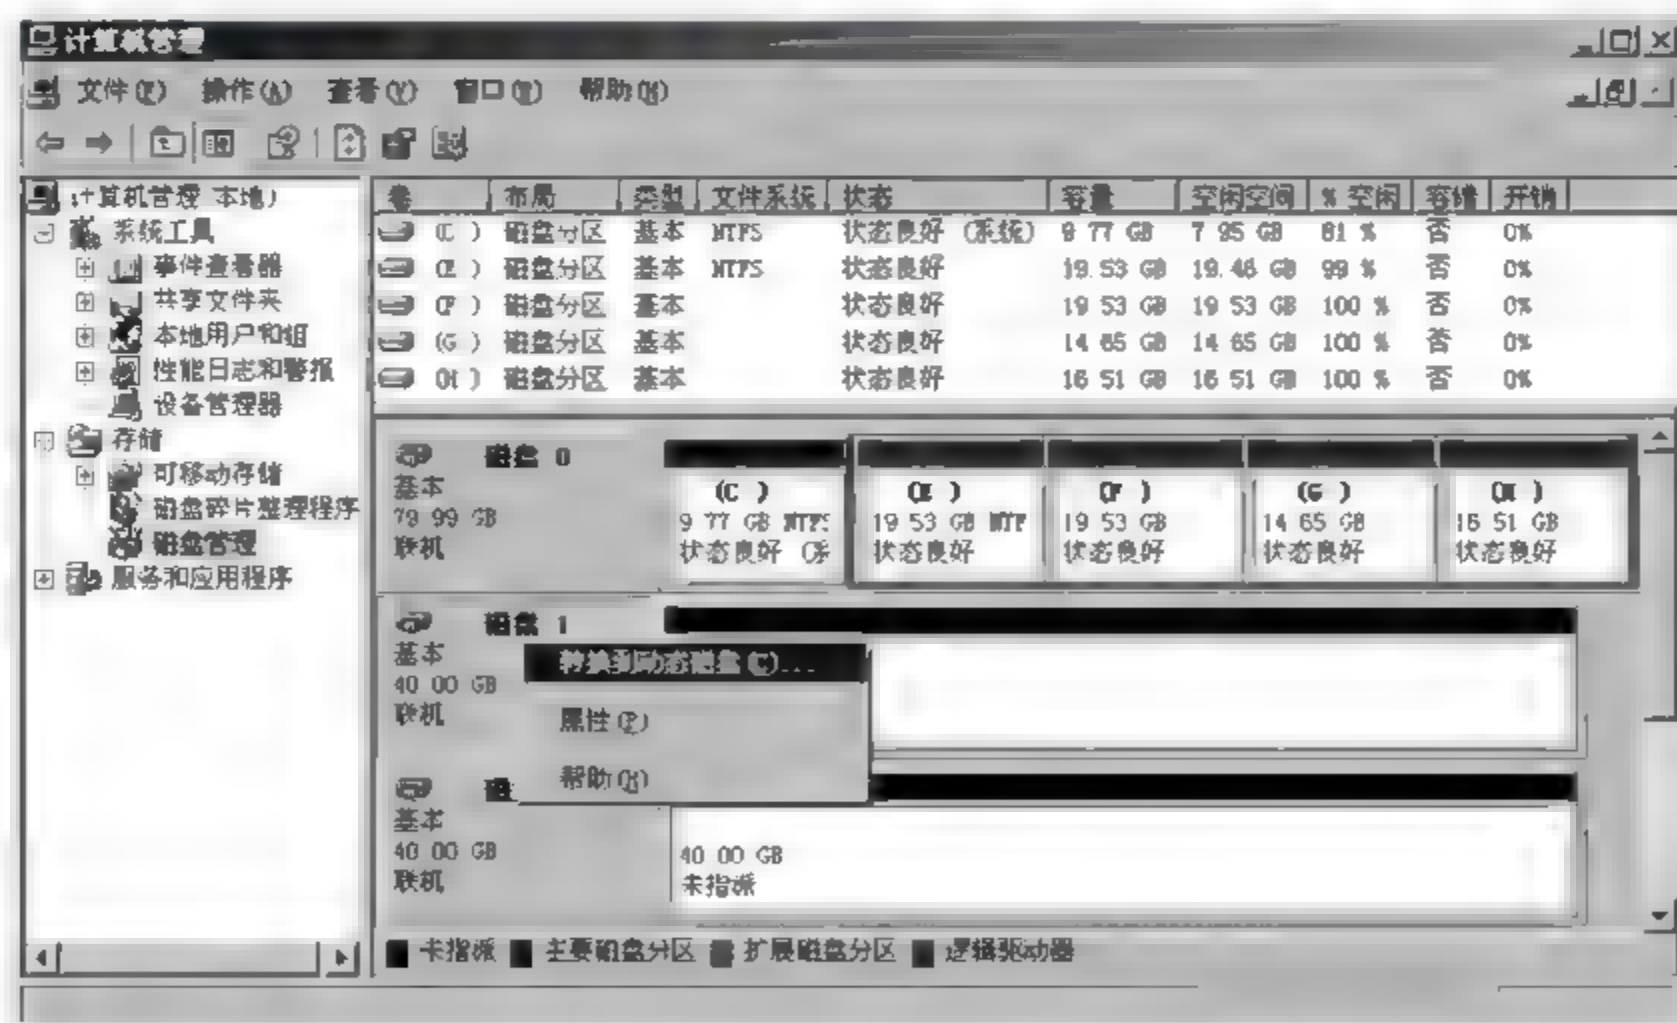 计算机管理
文件(F) 操作(A) 查看(V) 窗口(W) 帮助(H)
计算机管理 本地)
系统工具
事件查看器
共享文件夹
本地用户和组
性能日志和警报
设备管理器
存储
可移动存储
磁盘碎片整理程序
磁盘管理
服务和应用程序
卷 布局 类型 文件系统 状态 容量 空闲空间 % 空闲 容错 开销
(C ) 磁盘分区 基本 NTFS 状态良好 (系统) 9 77 GB 7 95 GB 81 % 否 0%
(E ) 磁盘分区 基本 NTFS 状态良好 19.53 GB 19.46 GB 99 % 否 0%
(F ) 磁盘分区 基本 状态良好 19 53 GB 19 53 GB 100 % 否 0%
(G ) 磁盘分区 基本 状态良好 14 65 GB 14 65 GB 100 % 否 0%
(H ) 磁盘分区 基本 状态良好 16 51 GB 16 51 GB 100 % 否 0%
磁盘 0
基本
79 99 GB
联机
(C )
9 77 GB NTFS
状态良好 (系
(E )
19 53 GB NTF
状态良好
(F )
19 53 GB
状态良好
(G )
14 65 GB
状态良好
(H )
16 51 GB
状态良好
磁盘 1
基本
40 00 GB
联机
转换到动态磁盘(C)...
属性(P)
帮助(H)
磁
基本
40 00 GB
联机
40 00 GB
未指派
未指派 主要磁盘分区 扩展磁盘分区 逻辑驱动器